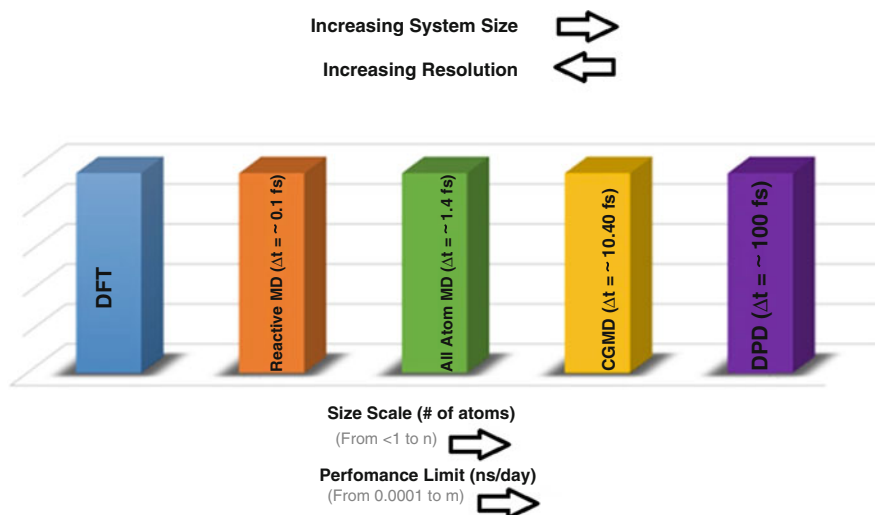 Increasing System Size
Increasing Resolution
DFT
Reactive MD (Δt = ~ 0.1 fs)
All Atom MD (Δt = ~ 1.4 fs)
CGMD (Δt = ~ 10.40 fs)
DPD (Δt = ~ 100 fs)
Size Scale (# of atoms)
(From <1 to n)
Perfomance Limit (ns/day)
(From 0.0001 to m)